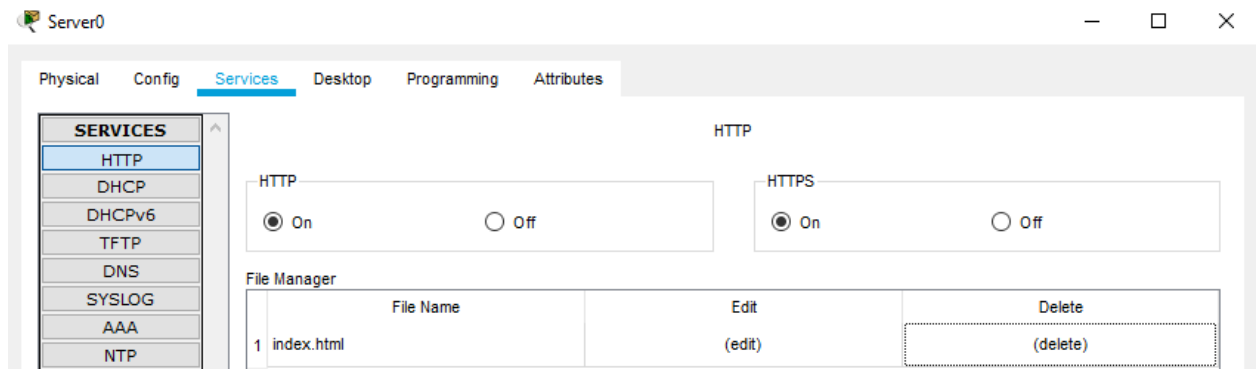 Server0
Physical Config Services Desktop Programming Attributes
SERVICES
HTTP
DHCP
DHCPv6
TFTP
DNS
SYSLOG
AAA
NTP
HTTP
HTTP
On Off
HTTPS
On Off
File Manager
File Name Edit Delete
1 index.html (edit) (delete)